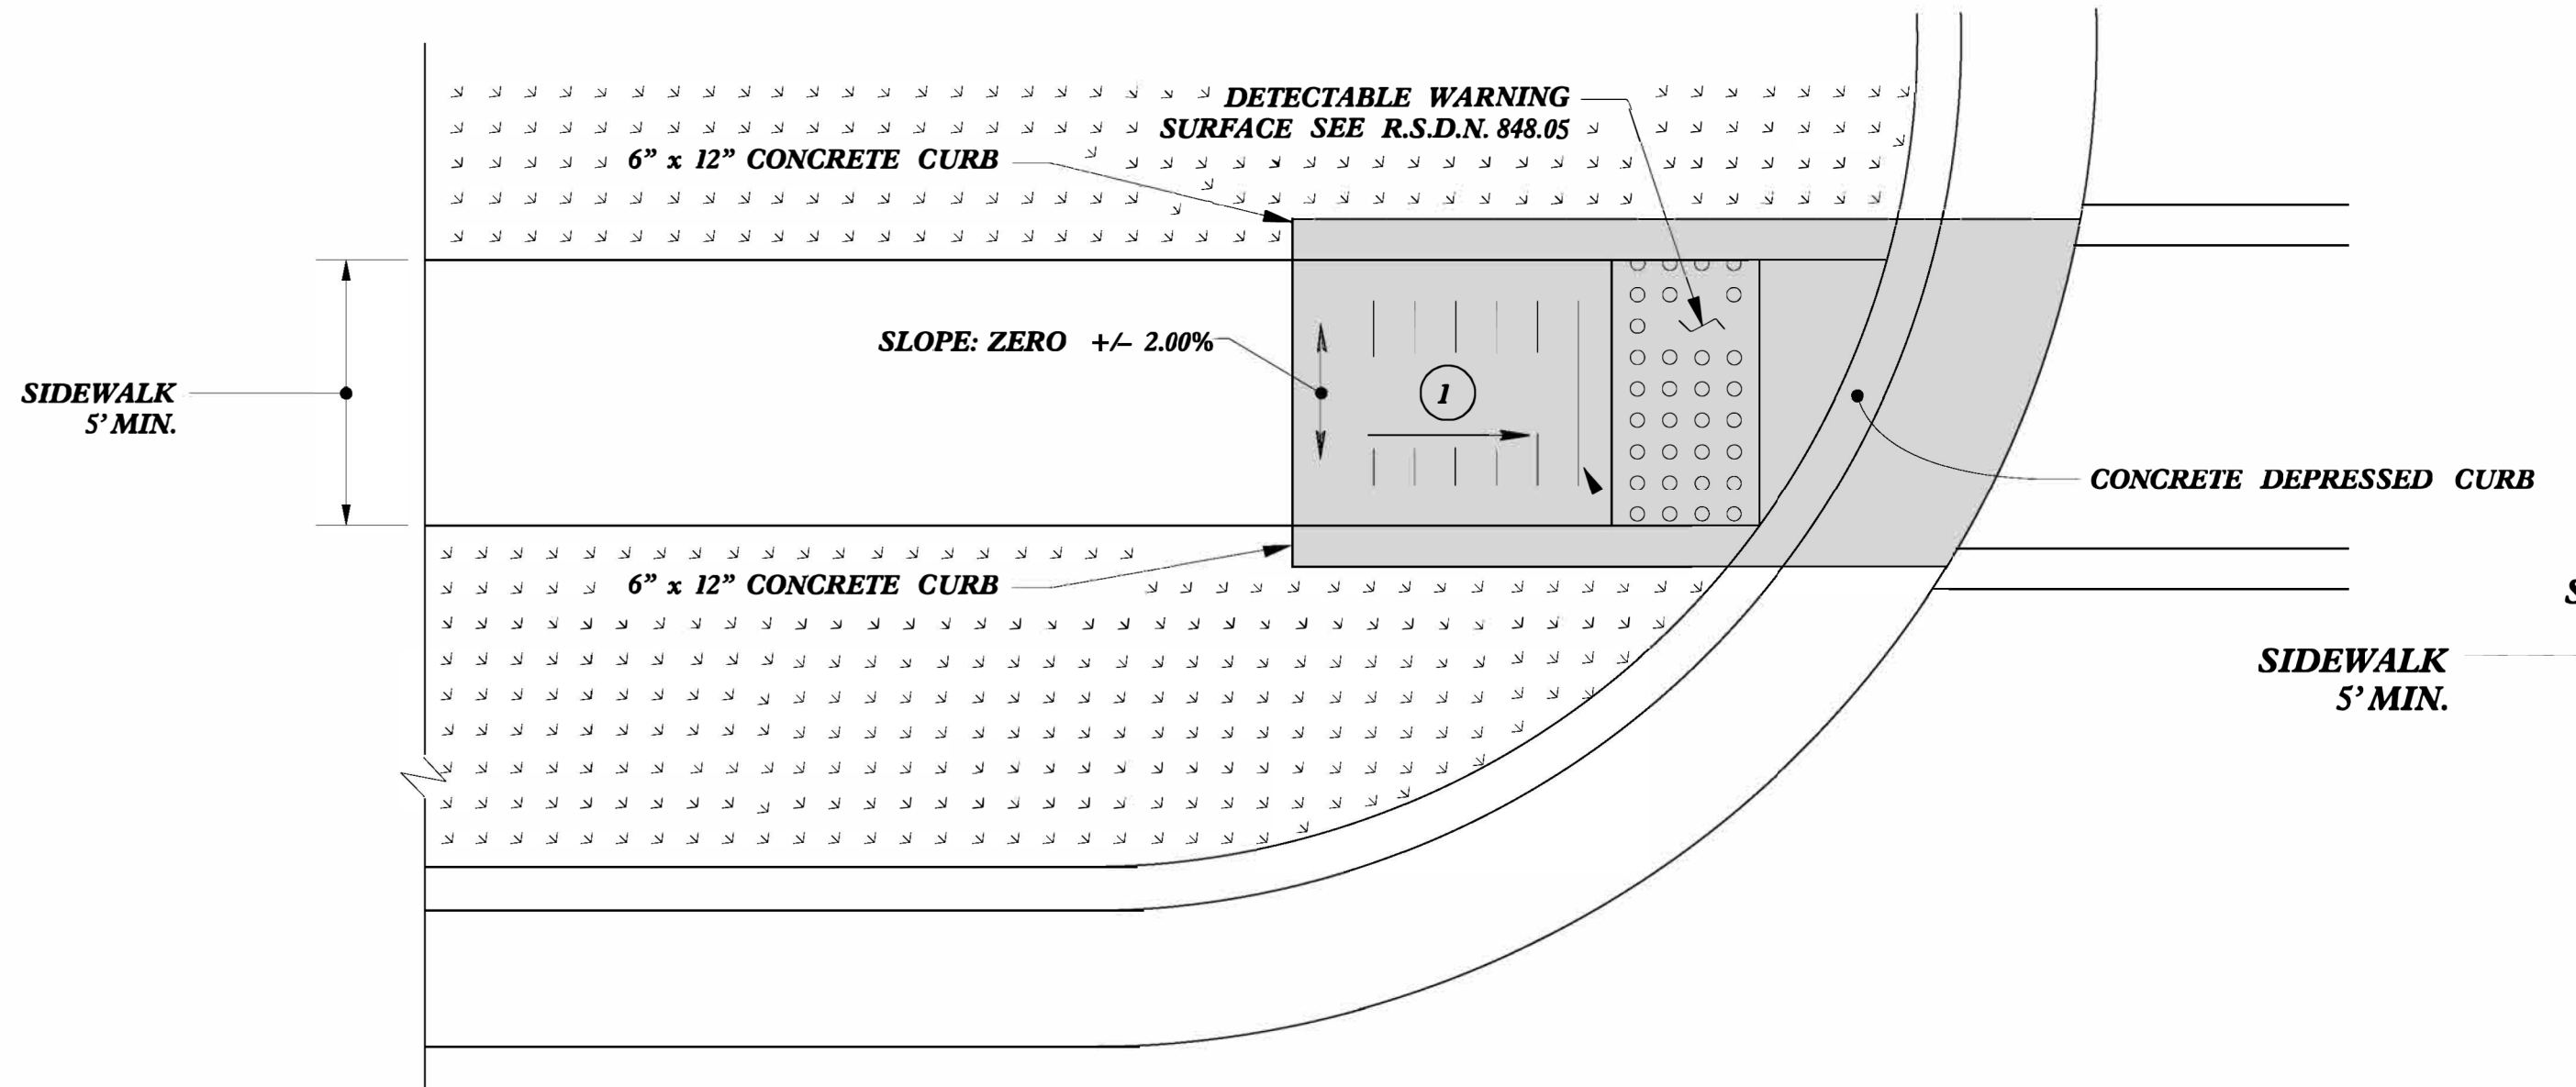 DETECTABLE WARNING
SURFACE SEE R.S.D.N. 848.05
6” x 12” CONCRETE CURB
SLOPE: ZERO +/– 2.00%
SIDEWALK
5’ MIN.
1
CONCRETE DEPRESSED CURB
6” x 12” CONCRETE CURB
S
SIDEWALK
5’ MIN.